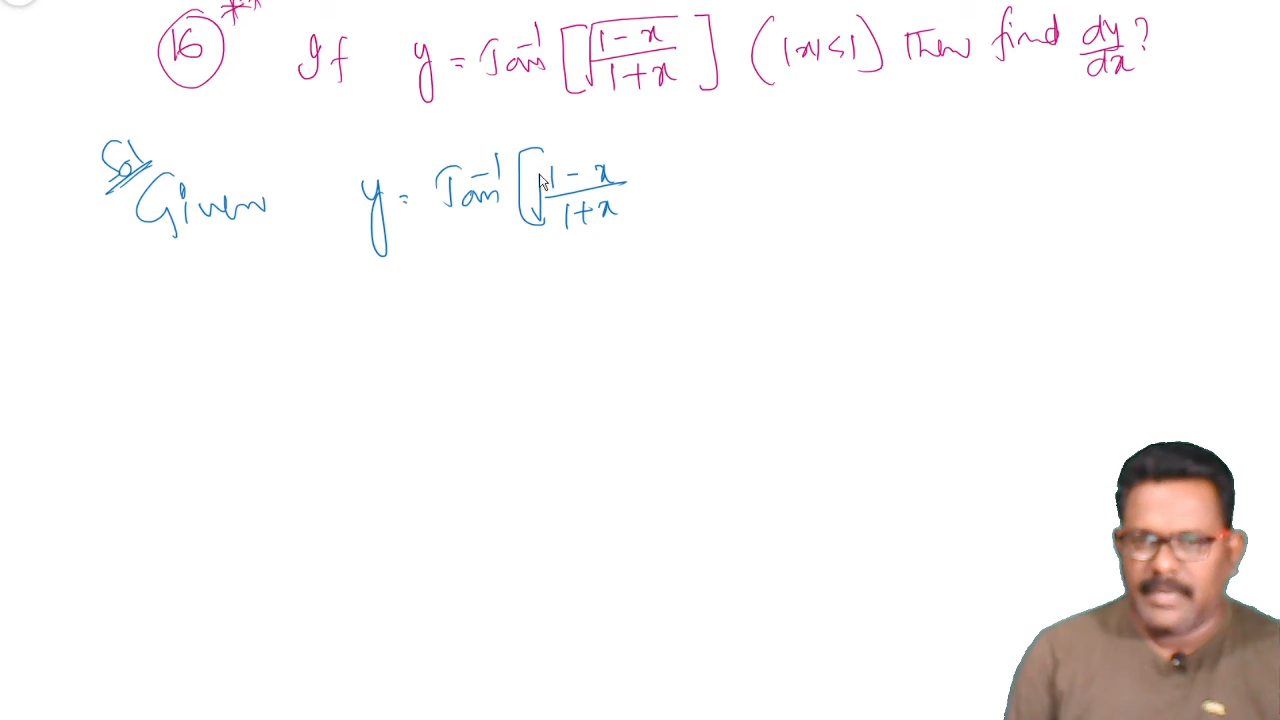 16 *** If y = Tan⁻¹ [√(1-x)/(1+x)] (|x|<1) then find dy/dx?
Sol
Given y = Tan⁻¹ [√(1-x)/(1+x)